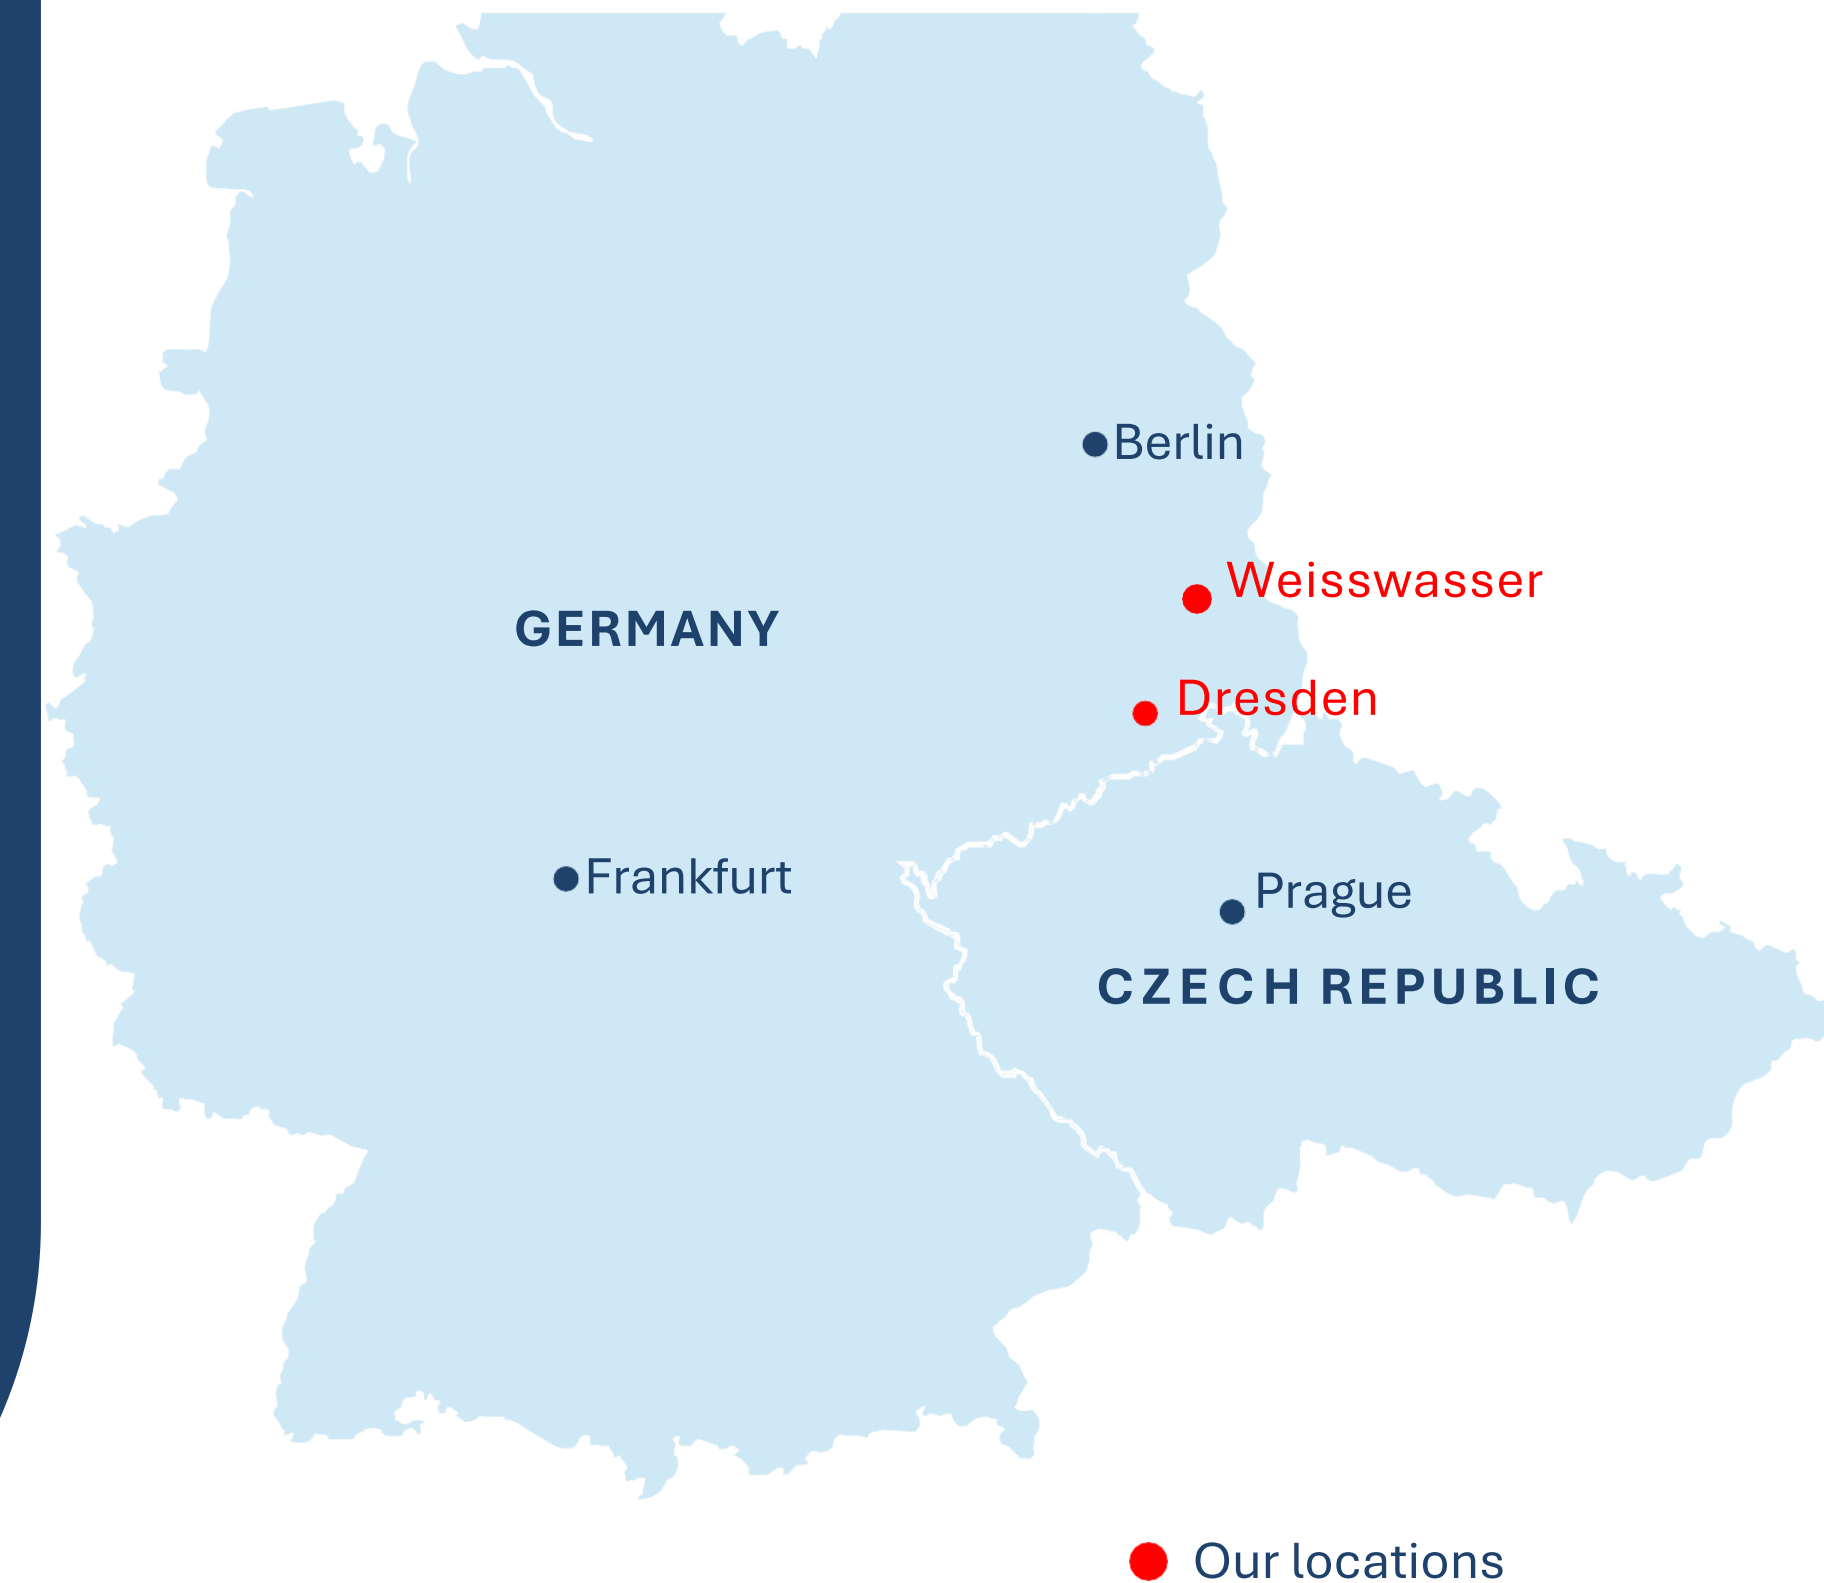 Berlin
Weisswasser
GERMANY
Dresden
Frankfurt
Prague
CZECH REPUBLIC
Our locations